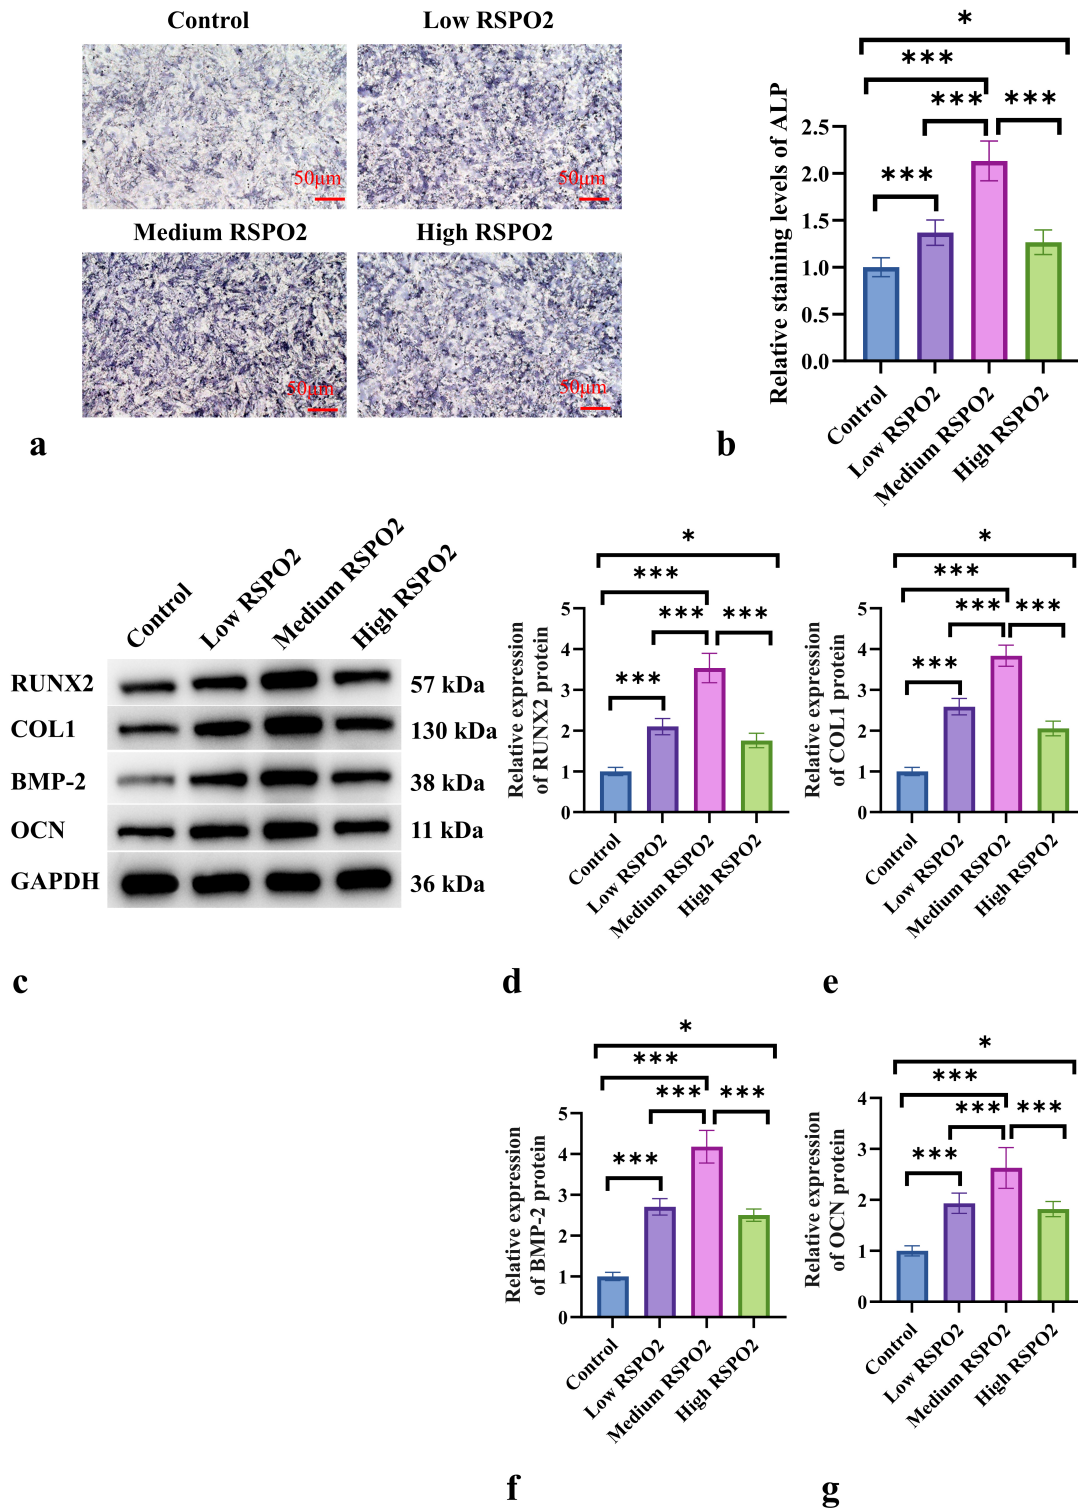 Control
Low RSPO2
50μm
50μm
Medium RSPO2
High RSPO2
50μm
50μm
a
*
***
***
***
***
Relative staining levels of ALP
2.5
2.0
1.5
1.0
0.5
0.0
Control
Low RSPO2
Medium RSPO2
High RSPO2
b
Control
Low RSPO2
Medium RSPO2
High RSPO2
RUNX2
57 kDa
COL1
130 kDa
BMP-2
38 kDa
OCN
11 kDa
GAPDH
36 kDa
c
*
***
***
***
***
Relative expression
of RUNX2 protein
5
4
3
2
1
0
Control
Low RSPO2
Medium RSPO2
High RSPO2
d
*
***
***
***
***
Relative expression
of COL1 protein
5
4
3
2
1
0
Control
Low RSPO2
Medium RSPO2
High RSPO2
e
*
***
***
***
***
Relative expression
of BMP-2 protein
5
4
3
2
1
0
Control
Low RSPO2
Medium RSPO2
High RSPO2
f
*
***
***
***
***
Relative expression
of OCN protein
4
3
2
1
0
Control
Low RSPO2
Medium RSPO2
High RSPO2
g